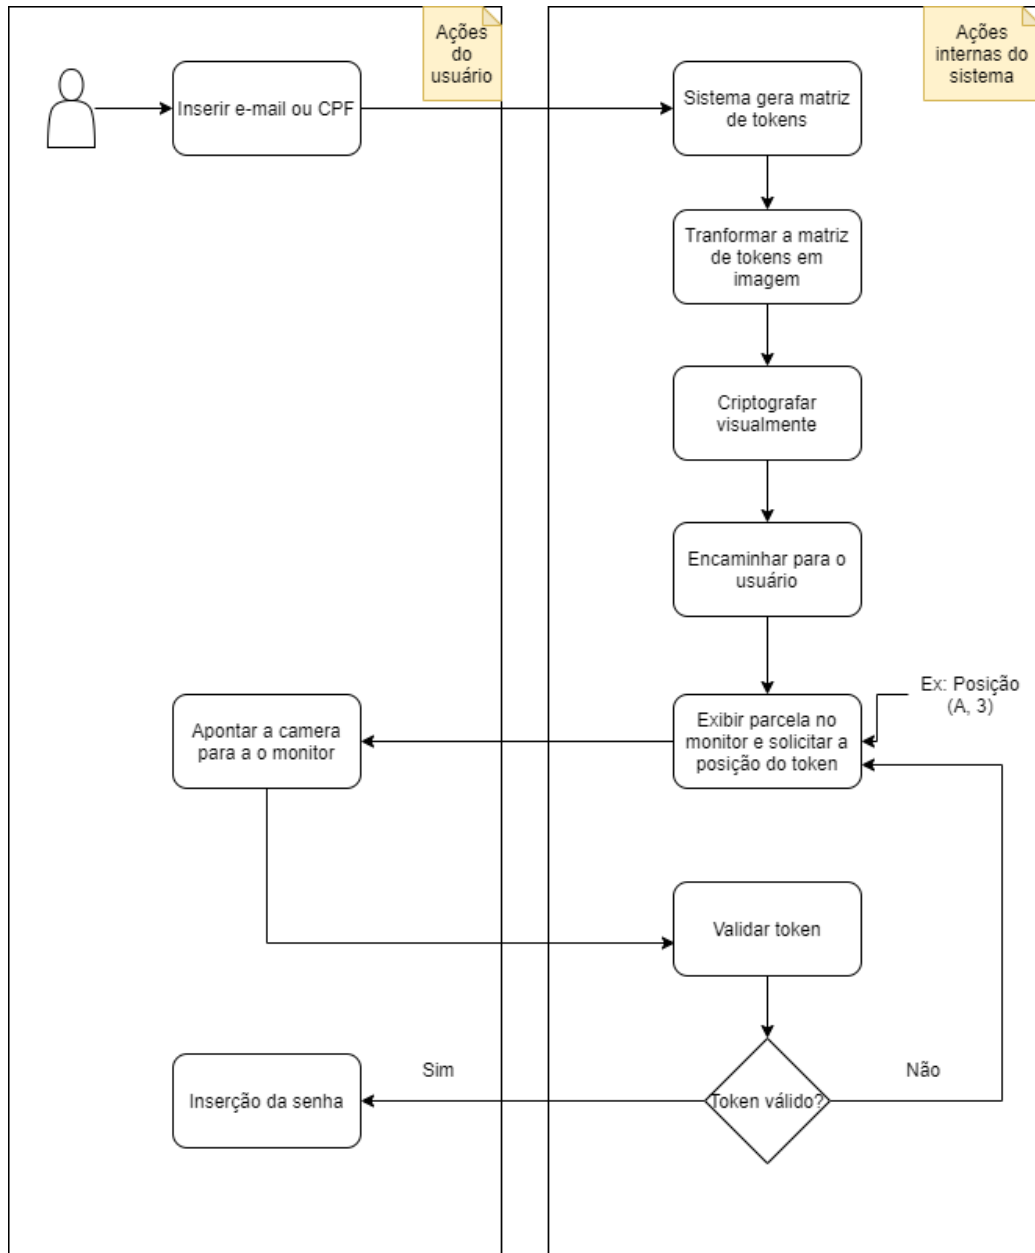 Ações
do
usuário
Ações
internas do
sistema
Inserir e-mail ou CPF
Sistema gera matriz
de tokens
Tranformar a matriz
de tokens em
imagem
Criptografar
visualmente
Encaminhar para o
usuário
Ex: Posição
(A, 3)
Apontar a camera
para a o monitor
Exibir parcela no
monitor e solicitar a
posição do token
Validar token
Sim
Não
Inserção da senha
Token válido?